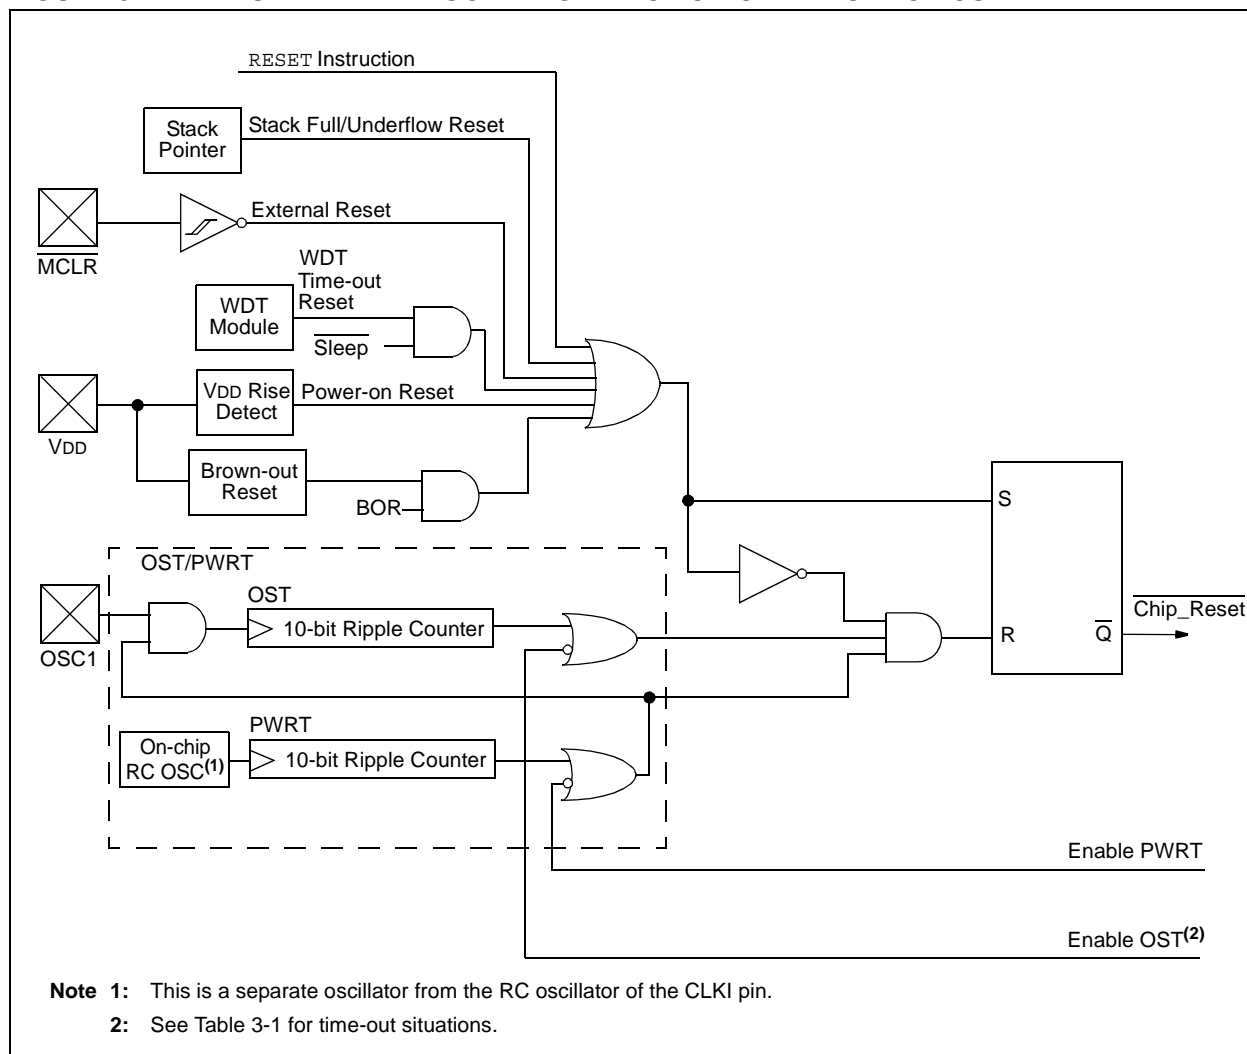 RESET Instruction
Stack
Pointer
Stack Full/Underflow Reset
MCLR
External Reset
WDT
Time-out
Reset
WDT
Module
Sleep
VDD
VDD Rise
Detect
Power-on Reset
Brown-out
Reset
BOR
S
OST/PWRT
OSC1
OST
10-bit Ripple Counter
R
Q
Chip_Reset
On-chip
RC OSC(1)
PWRT
10-bit Ripple Counter
Enable PWRT
Enable OST(2)
Note 1: This is a separate oscillator from the RC oscillator of the CLKI pin.
2: See Table 3-1 for time-out situations.